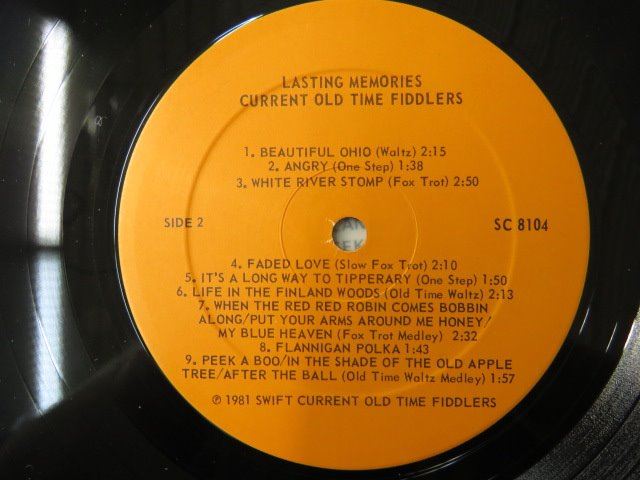 LASTING MEMORIES
CURRENT OLD TIME FIDDLERS
1. BEAUTIFUL OHIO (Waltz) 2:15
2. ANGRY (One Step) 1:38
3. WHITE RIVER STOMP (Fox Trot) 2:50
SIDE 2
SC 8104
4. FADED LOVE (Slow Fox Trot) 2:10
5. IT'S A LONG WAY TO TIPPERARY (One Step) 1:50
6. LIFE IN THE FINLAND WOODS (Old Time Waltz) 2:13
7. WHEN THE RED RED ROBIN COMES BOBBIN
ALONG/PUT YOUR ARMS AROUND ME HONEY/
MY BLUE HEAVEN (Fox Trot Medley) 2:32
8. FLANNIGAN POLKA 1:43
9. PEEK A BOO/IN THE SHADE OF THE OLD APPLE
TREE/AFTER THE BALL (Old Time Waltz Medley) 1:57
℗ 1981 SWIFT CURRENT OLD TIME FIDDLERS